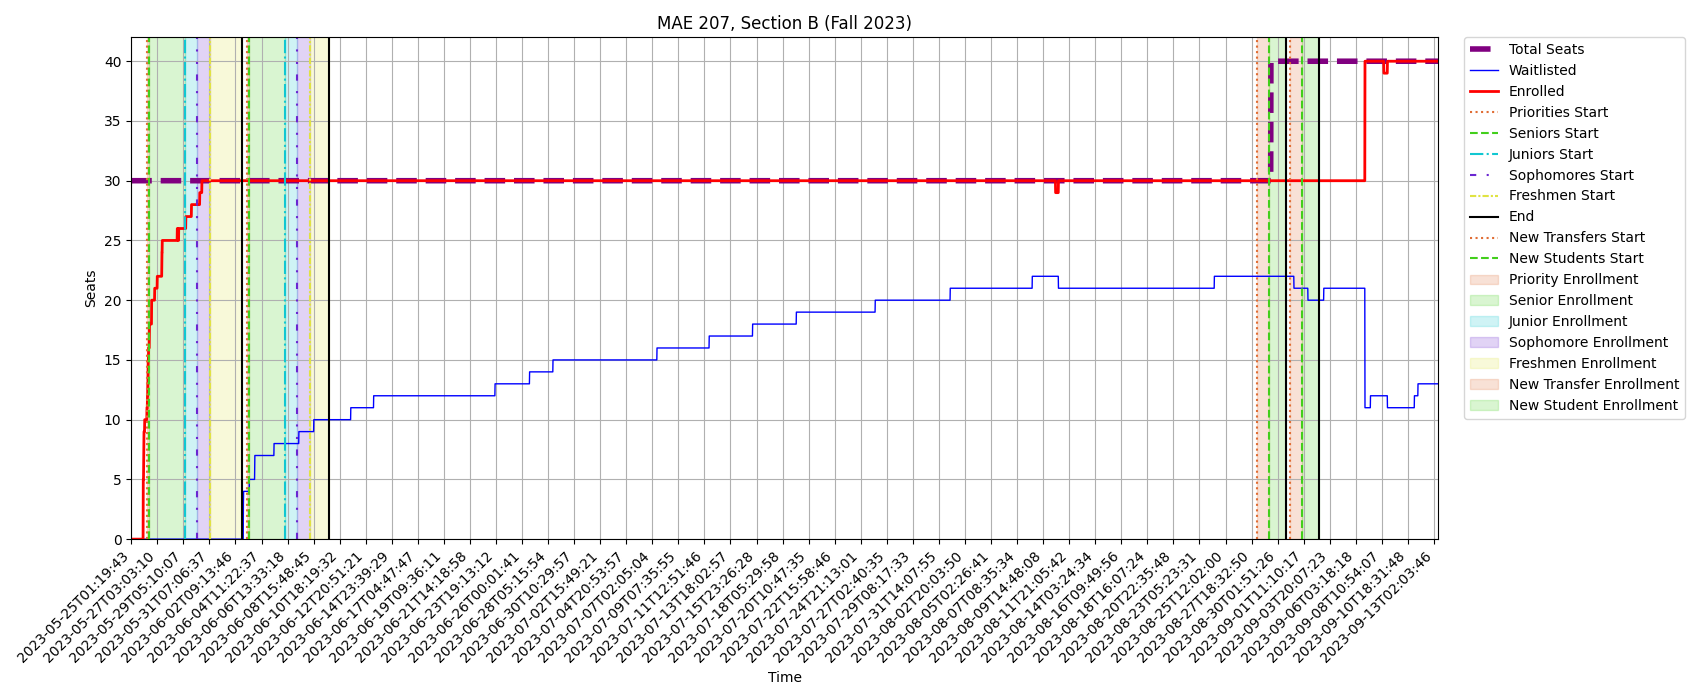 MAE 207, Section B (Fall 2023)
Seats
40
35
30
25
20
15
10
5
0
2023-05-25T01:19:43
2023-05-27T03:03:10
2023-05-29T05:10:07
2023-05-31T07:06:37
2023-06-02T09:13:46
2023-06-04T11:22:37
2023-06-06T13:33:18
2023-06-08T15:48:45
2023-06-10T18:19:32
2023-06-12T20:51:21
2023-06-14T23:39:29
2023-06-17T04:47:47
2023-06-19T09:36:11
2023-06-21T14:18:58
2023-06-23T19:13:12
2023-06-26T00:01:41
2023-06-28T05:15:54
2023-06-30T10:29:57
2023-07-02T15:49:21
2023-07-04T20:53:57
2023-07-07T02:05:04
2023-07-09T07:35:55
2023-07-11T12:51:46
2023-07-13T18:02:57
2023-07-15T23:26:28
2023-07-18T05:29:58
2023-07-20T10:47:35
2023-07-22T15:58:46
2023-07-24T21:13:01
2023-07-27T02:40:35
2023-07-29T08:17:33
2023-07-31T14:07:55
2023-08-02T20:03:50
2023-08-05T02:26:41
2023-08-07T08:35:34
2023-08-09T14:48:08
2023-08-11T21:05:42
2023-08-14T03:24:34
2023-08-16T09:49:56
2023-08-18T16:07:24
2023-08-20T22:35:48
2023-08-23T05:23:31
2023-08-25T12:02:00
2023-08-27T18:32:50
2023-08-30T01:51:26
2023-09-01T11:10:17
2023-09-03T20:07:23
2023-09-06T03:18:18
2023-09-08T10:54:07
2023-09-10T18:31:48
2023-09-13T02:03:46
Time
Total Seats
Waitlisted
Enrolled
Priorities Start
Seniors Start
Juniors Start
Sophomores Start
Freshmen Start
End
New Transfers Start
New Students Start
Priority Enrollment
Senior Enrollment
Junior Enrollment
Sophomore Enrollment
Freshmen Enrollment
New Transfer Enrollment
New Student Enrollment